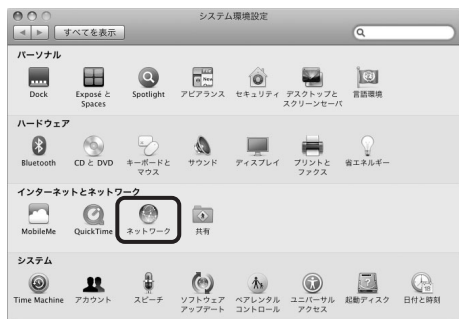 システム環境設定
すべてを表示
パーソナル
Dock
Exposé と
Spaces
Spotlight
アピアランス
セキュリティ
デスクトップと
スクリーンセーバ
言語環境
ハードウェア
Bluetooth
CD と DVD
キーボードと
マウス
サウンド
ディスプレイ
プリントと
ファクス
省エネルギー
インターネットとネットワーク
MobileMe
QuickTime
ネットワーク
共有
システム
Time Machine
アカウント
スピーチ
ソフトウェア
アップデート
ペアレンタル
コントロール
ユニバーサル
アクセス
起動ディスク
日付と時刻